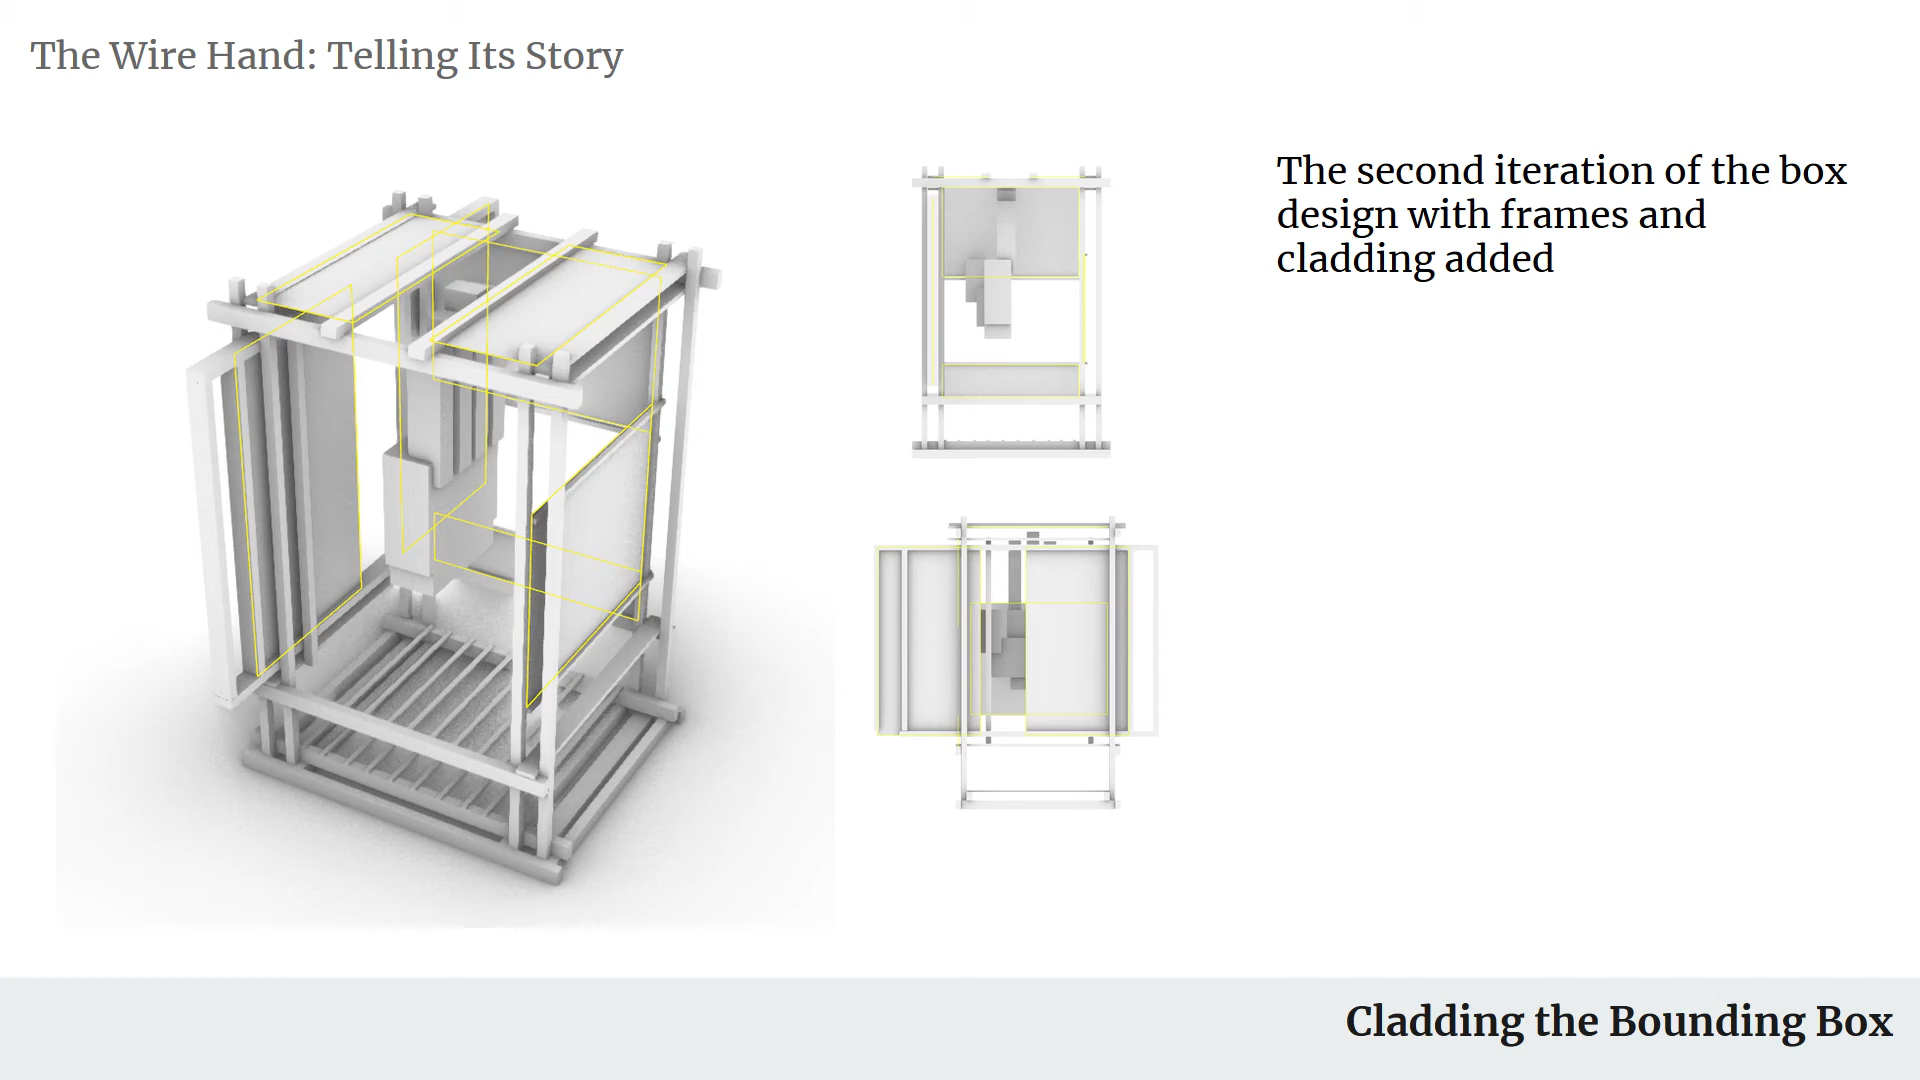 The Wire Hand: Telling Its Story
The second iteration of the box
design with frames and
cladding added
Cladding the Bounding Box